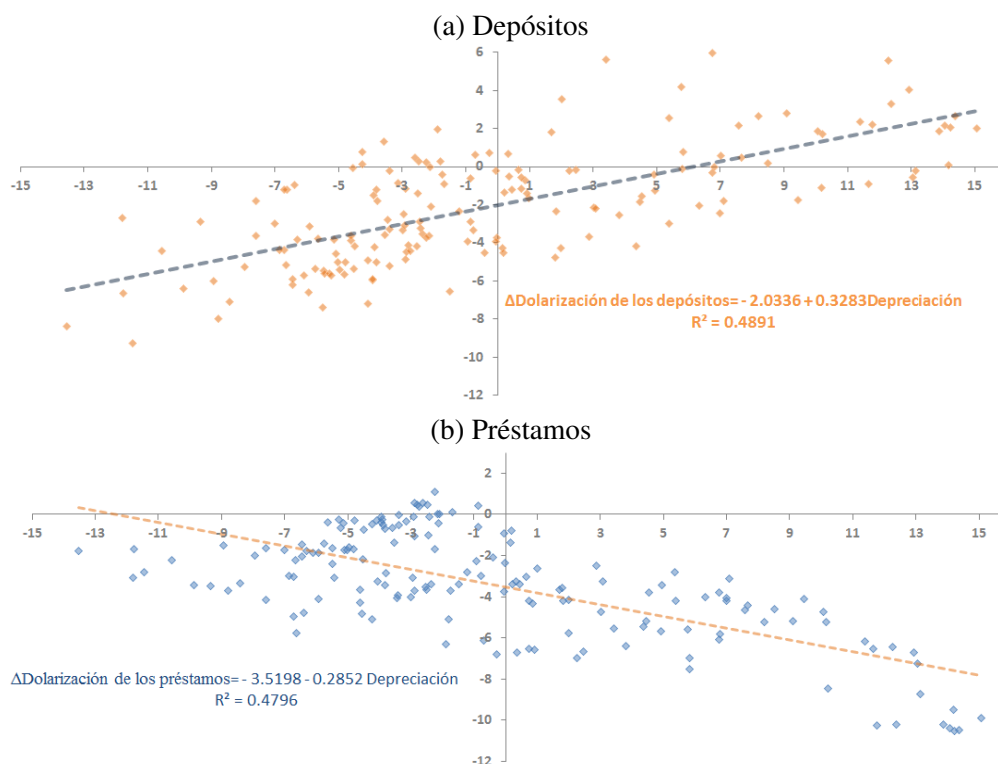 (a) Depósitos
6
4
2
0
-15 -13 -11 -9 -7 -5 -3 -1 1 3 5 7 9 11 13 15
-2
-4
-6
ΔDolarización de los depósitos= - 2.0336 + 0.3283Depreciación
-8
R² = 0.4891
-10
-12
(b) Préstamos
2
0
-15 -13 -11 -9 -7 -5 -3 -1 1 3 5 7 9 11 13 15
-2
-4
-6
ΔDolarización de los préstamos= - 3.5198 - 0.2852 Depreciación
-8
R² = 0.4796
-10
-12